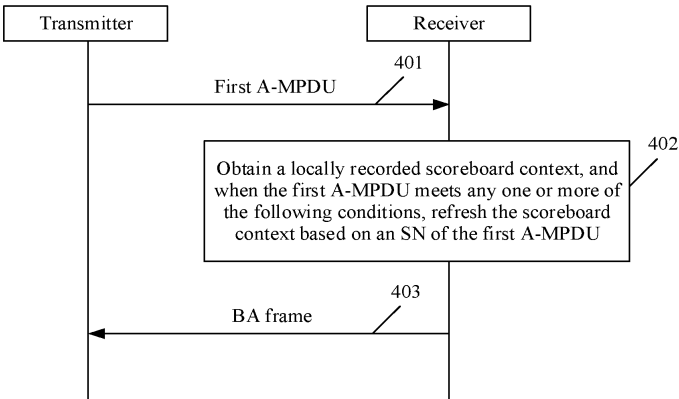 Transmitter
Receiver
401
First A-MPDU
402
Obtain a locally recorded scoreboard context, and
when the first A-MPDU meets any one or more of
the following conditions, refresh the scoreboard
context based on an SN of the first A-MPDU
403
BA frame